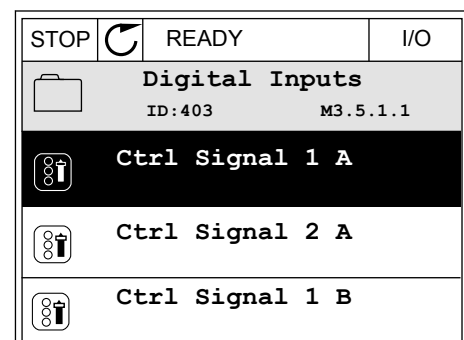 STOP READY I/O
Digital Inputs
ID:403 M3.5.1.1
Ctrl Signal 1 A
Ctrl Signal 2 A
Ctrl Signal 1 B